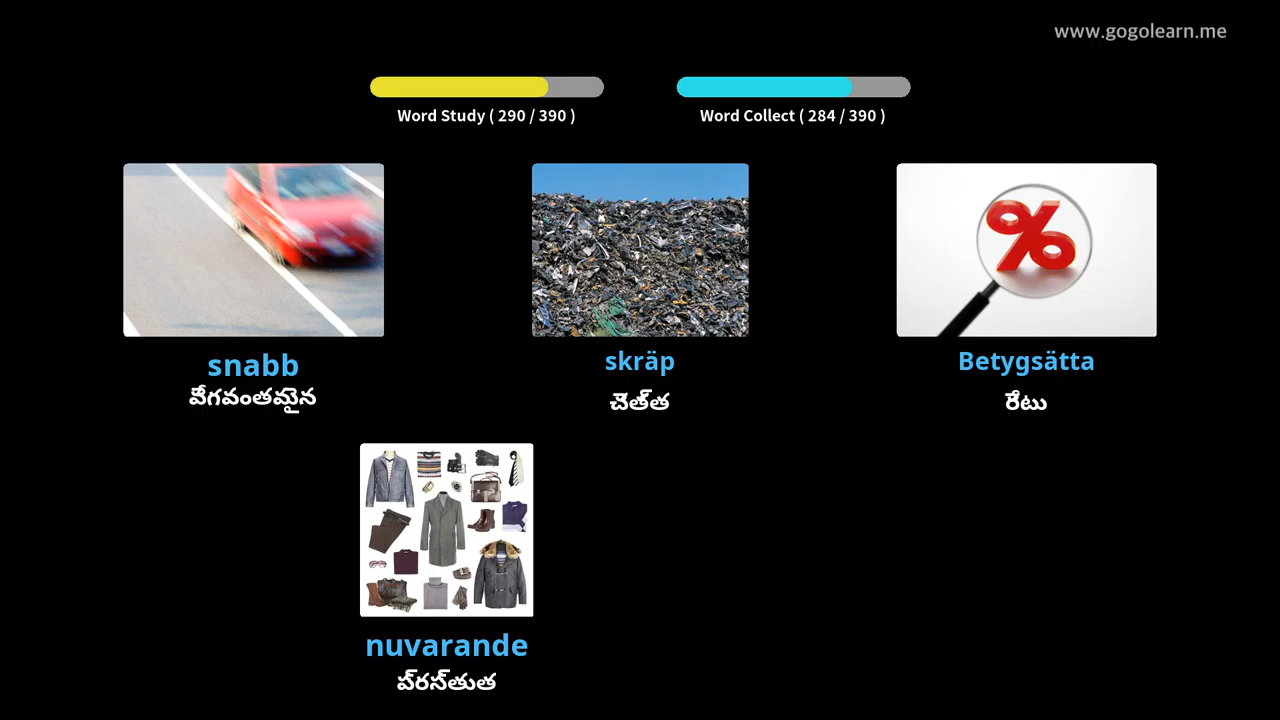 www.gogolearn.me
Word Study ( 290 / 390 )
Word Collect ( 284 / 390 )
snabb
వేగవంతమైన
skräp
చెత్త
Betygsätta
రేటు
nuvarande
ప్రస్తుత